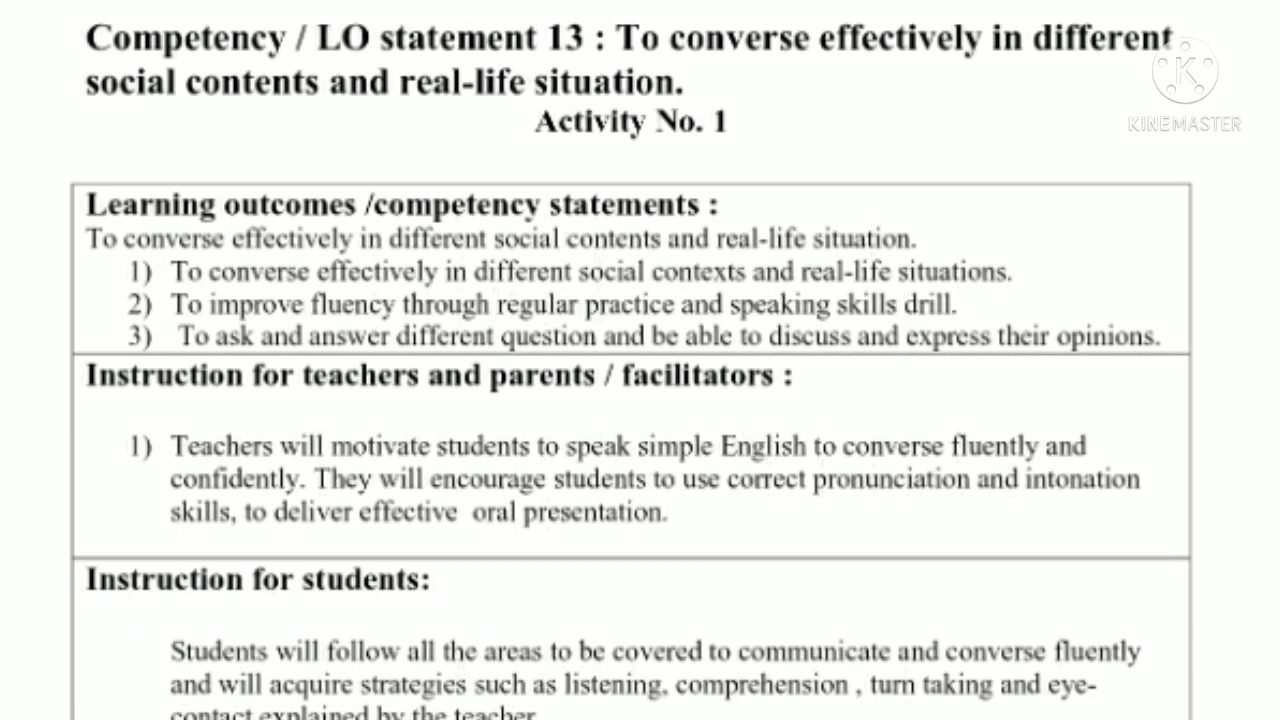 Competency / LO statement 13 : To converse effectively in different
social contents and real-life situation.
Activity No. 1
KINEMASTER
Learning outcomes /competency statements :
To converse effectively in different social contents and real-life situation.
1) To converse effectively in different social contexts and real-life situations.
2) To improve fluency through regular practice and speaking skills drill.
3) To ask and answer different question and be able to discuss and express their opinions.
Instruction for teachers and parents / facilitators :
1) Teachers will motivate students to speak simple English to converse fluently and
confidently. They will encourage students to use correct pronunciation and intonation
skills, to deliver effective oral presentation.
Instruction for students:
Students will follow all the areas to be covered to communicate and converse fluently
and will acquire strategies such as listening, comprehension , turn taking and eye-
contact explained by the teacher